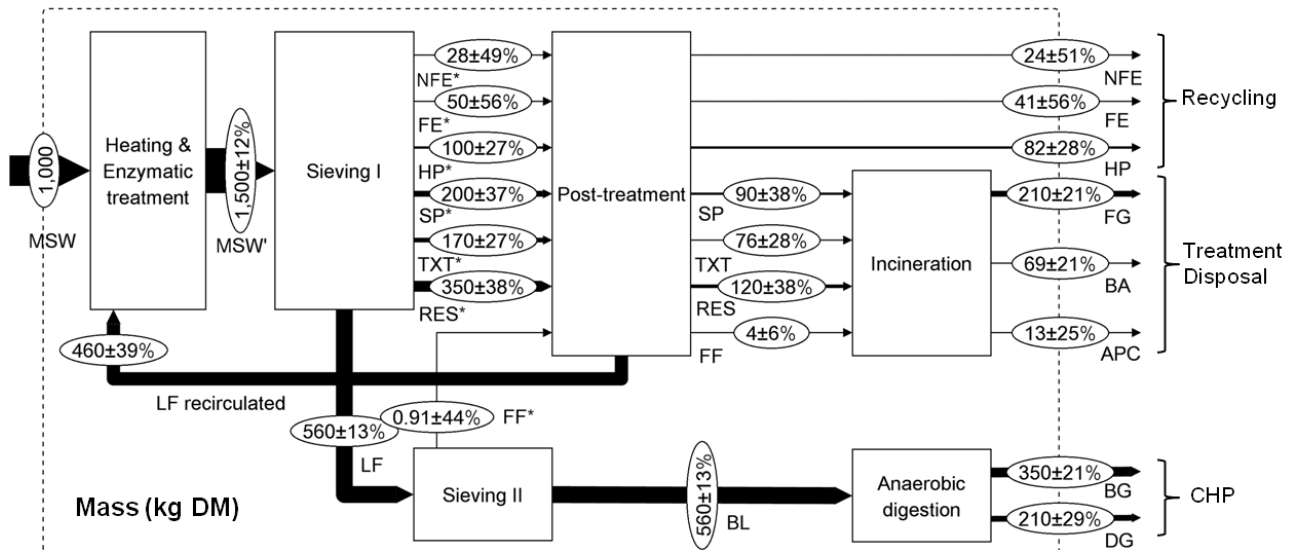 28±49%
NFE*
24±51%
NFE
50±56%
FE*
41±56%
FE
Recycling
1,000
MSW
Heating &
Enzymatic
treatment
1,500±12%
MSW'
Sieving I
100±27%
HP*
82±28%
HP
Post-treatment
200±37%
SP*
90±38%
SP
210±21%
FG
170±27%
TXT*
76±28%
TXT
Incineration
69±21%
BA
Treatment
Disposal
350±38%
RES*
120±38%
RES
4±6%
FF
13±25%
APC
460±39%
LF recirculated
0.91±44%
FF*
560±13%
LF
Sieving II
560±13%
BL
Anaerobic
digestion
350±21%
BG
CHP
210±29%
DG
Mass (kg DM)